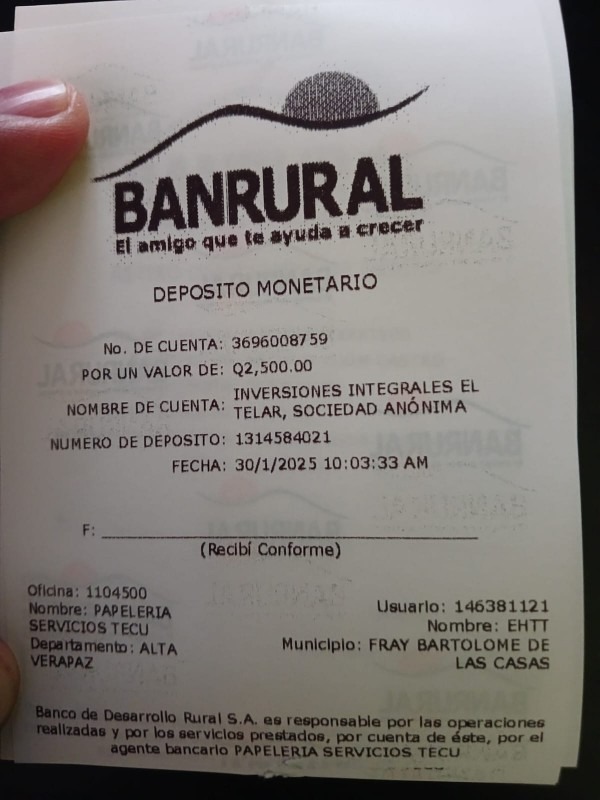 BANRURAL
El amigo que te ayuda a crecer
DEPOSITO MONETARIO
No. DE CUENTA: 3696008759
POR UN VALOR DE: Q2,500.00
NOMBRE DE CUENTA: INVERSIONES INTEGRALES EL
TELAR, SOCIEDAD ANÓNIMA
NUMERO DE DEPOSITO: 1314584021
FECHA: 30/1/2025 10:03:33 AM
F:
(Recibí Conforme)
Oficina: 1104500
Nombre: PAPELERIA
SERVICIOS TECU
Departamento: ALTA
VERAPAZ
Usuario: 146381121
Nombre: EHTT
Municipio: FRAY BARTOLOME DE
LAS CASAS
Banco de Desarrollo Rural S.A. es responsable por las operaciones
realizadas y por los servicios prestados, por cuenta de éste, por el
agente bancario PAPELERIA SERVICIOS TECU